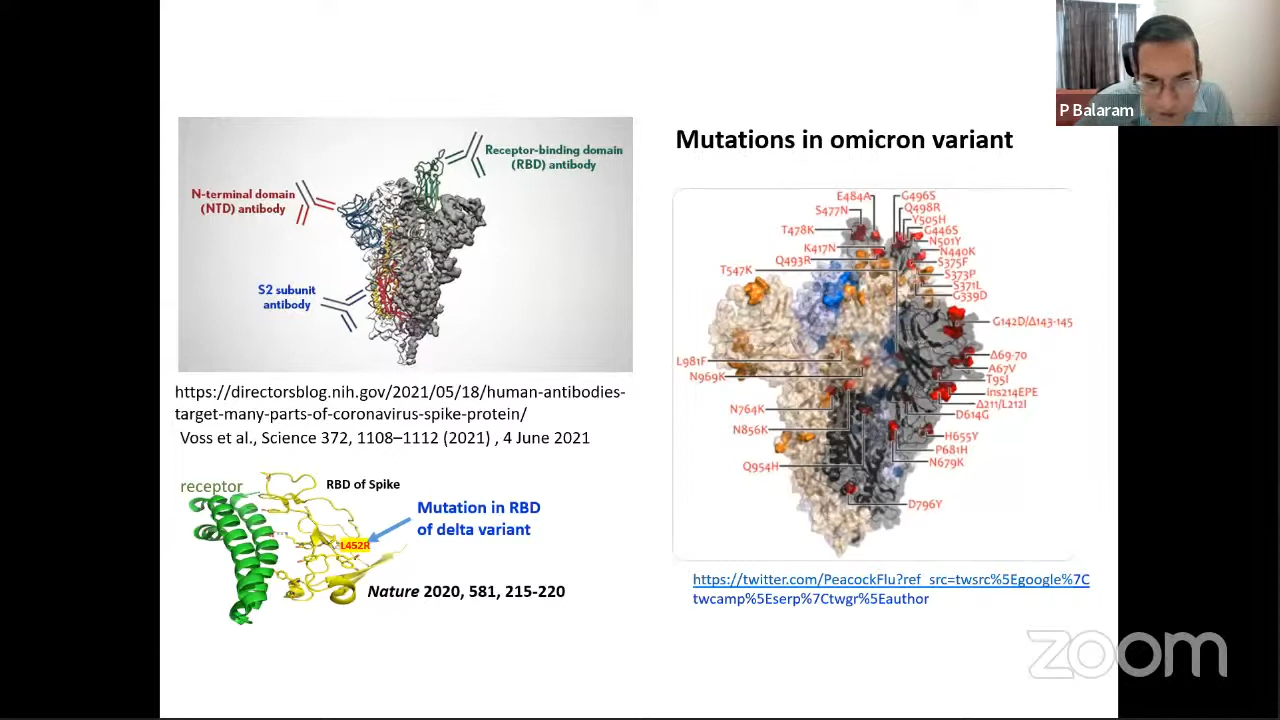 P Balaram
Receptor-binding domain
(RBD) antibody
N-terminal domain
(NTD) antibody
S2 subunit
antibody
https://directorsblog.nih.gov/2021/05/18/human-antibodies-
target-many-parts-of-coronavirus-spike-protein/
Voss et al., Science 372, 1108–1112 (2021) , 4 June 2021
receptor
RBD of Spike
Mutation in RBD
of delta variant
L452R
Nature 2020, 581, 215-220
Mutations in omicron variant
E484A
S477N
T478K
K417N
Q493R
T547K
G496S
Q498R
Y505H
G446S
N501Y
N440K
S375F
S373P
S371L
G339D
G142D/Δ143-145
Δ69-70
A67V
T95I
ins214EPE
Δ211/L212I
D614G
H655Y
P681H
N679K
D796Y
L981F
N969K
N764K
N856K
Q954H
https://twitter.com/PeacockFlu?ref_src=twsrc%5Egoogle%7C
twcamp%5Eserp%7Ctwgr%5Eauthor
zoom